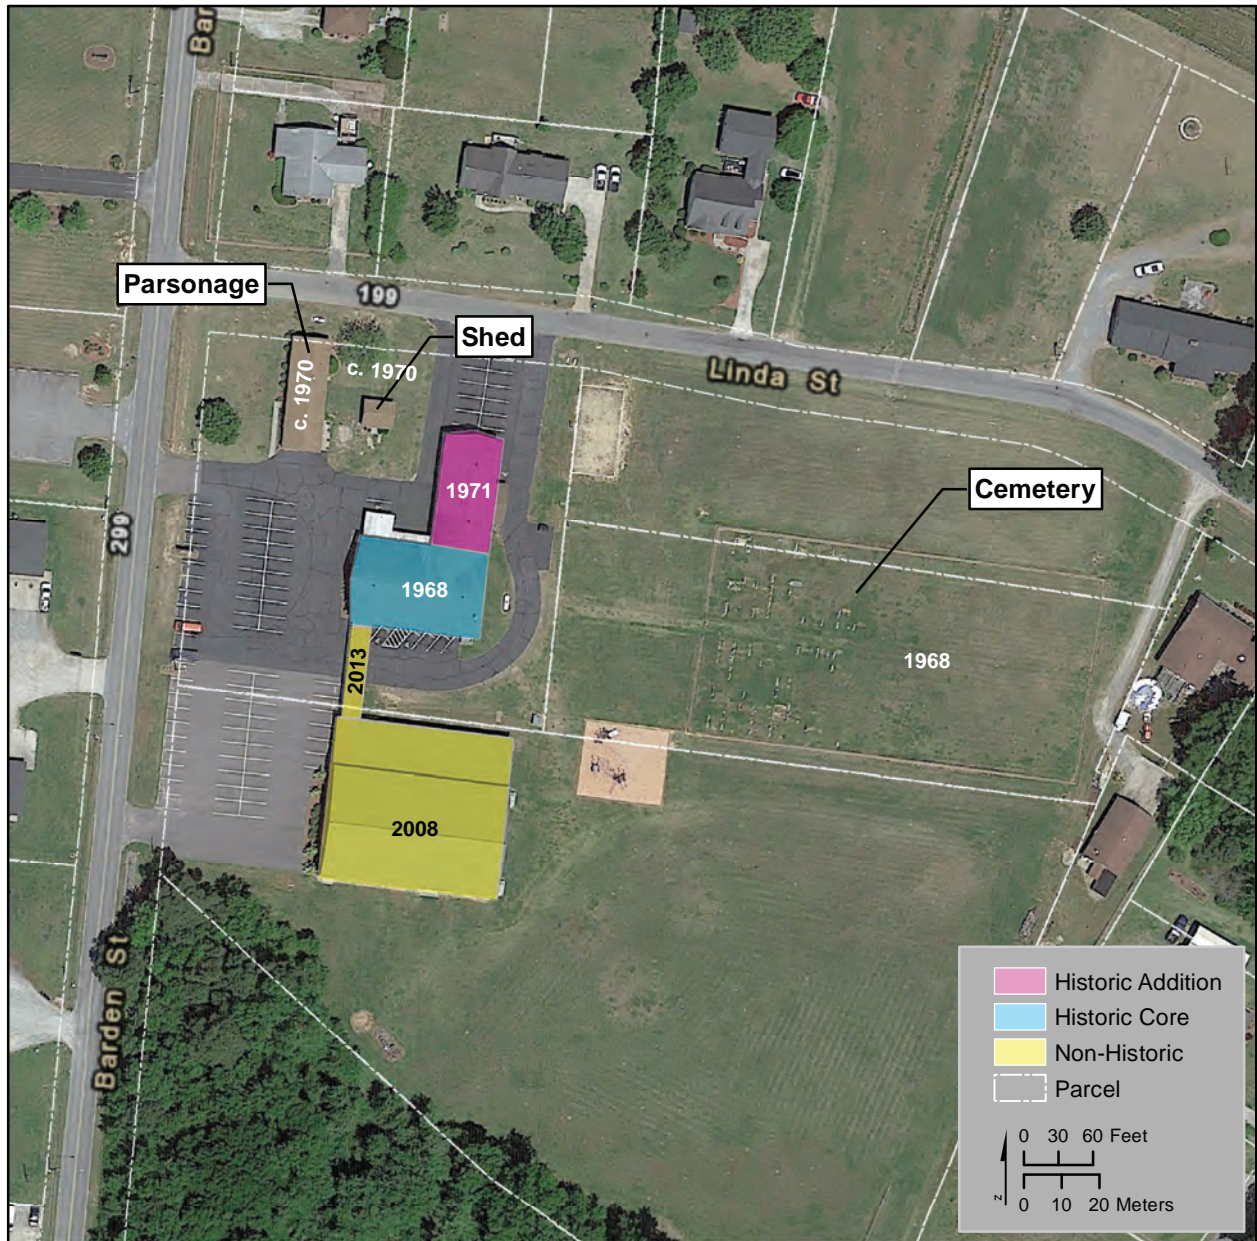 Bar
Parsonage
199
Shed
c. 1970
c. 1970
Linda St
1971
Cemetery
299
1968
1968
2013
2008
Barden St
Historic Addition
Historic Core
Non-Historic
Parcel
0 30 60 Feet
0 10 20 Meters
N